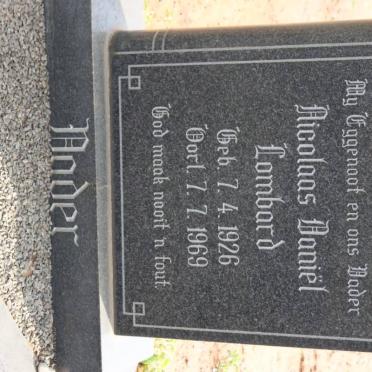 My Eggenoot en ons Vader
Nicolaas Daniël
Lombard
Geb. 7. 4. 1926
Oorl. 7. 7. 1969
God maak nooit 'n fout
Vader